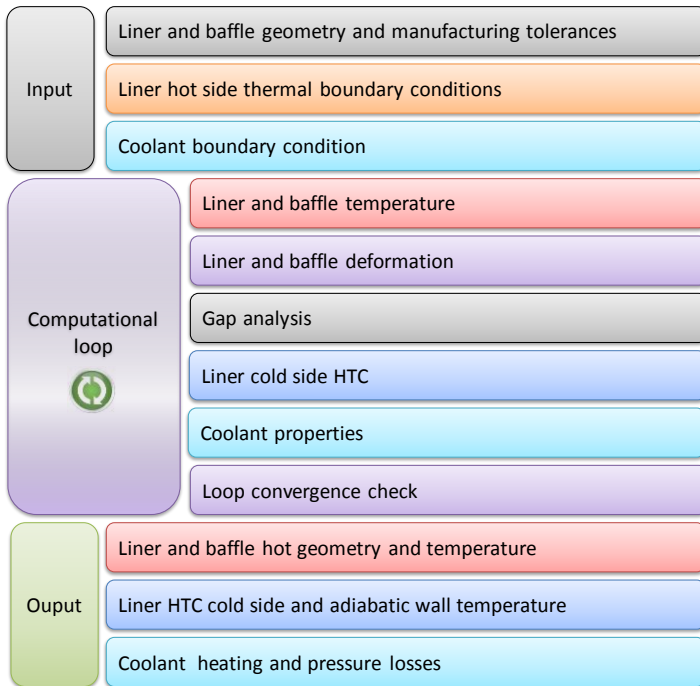 Input
Liner and baffle geometry and manufacturing tolerances
Liner hot side thermal boundary conditions
Coolant boundary condition
Computational
loop
Liner and baffle temperature
Liner and baffle deformation
Gap analysis
Liner cold side HTC
Coolant properties
Loop convergence check
Ouput
Liner and baffle hot geometry and temperature
Liner HTC cold side and adiabatic wall temperature
Coolant heating and pressure losses